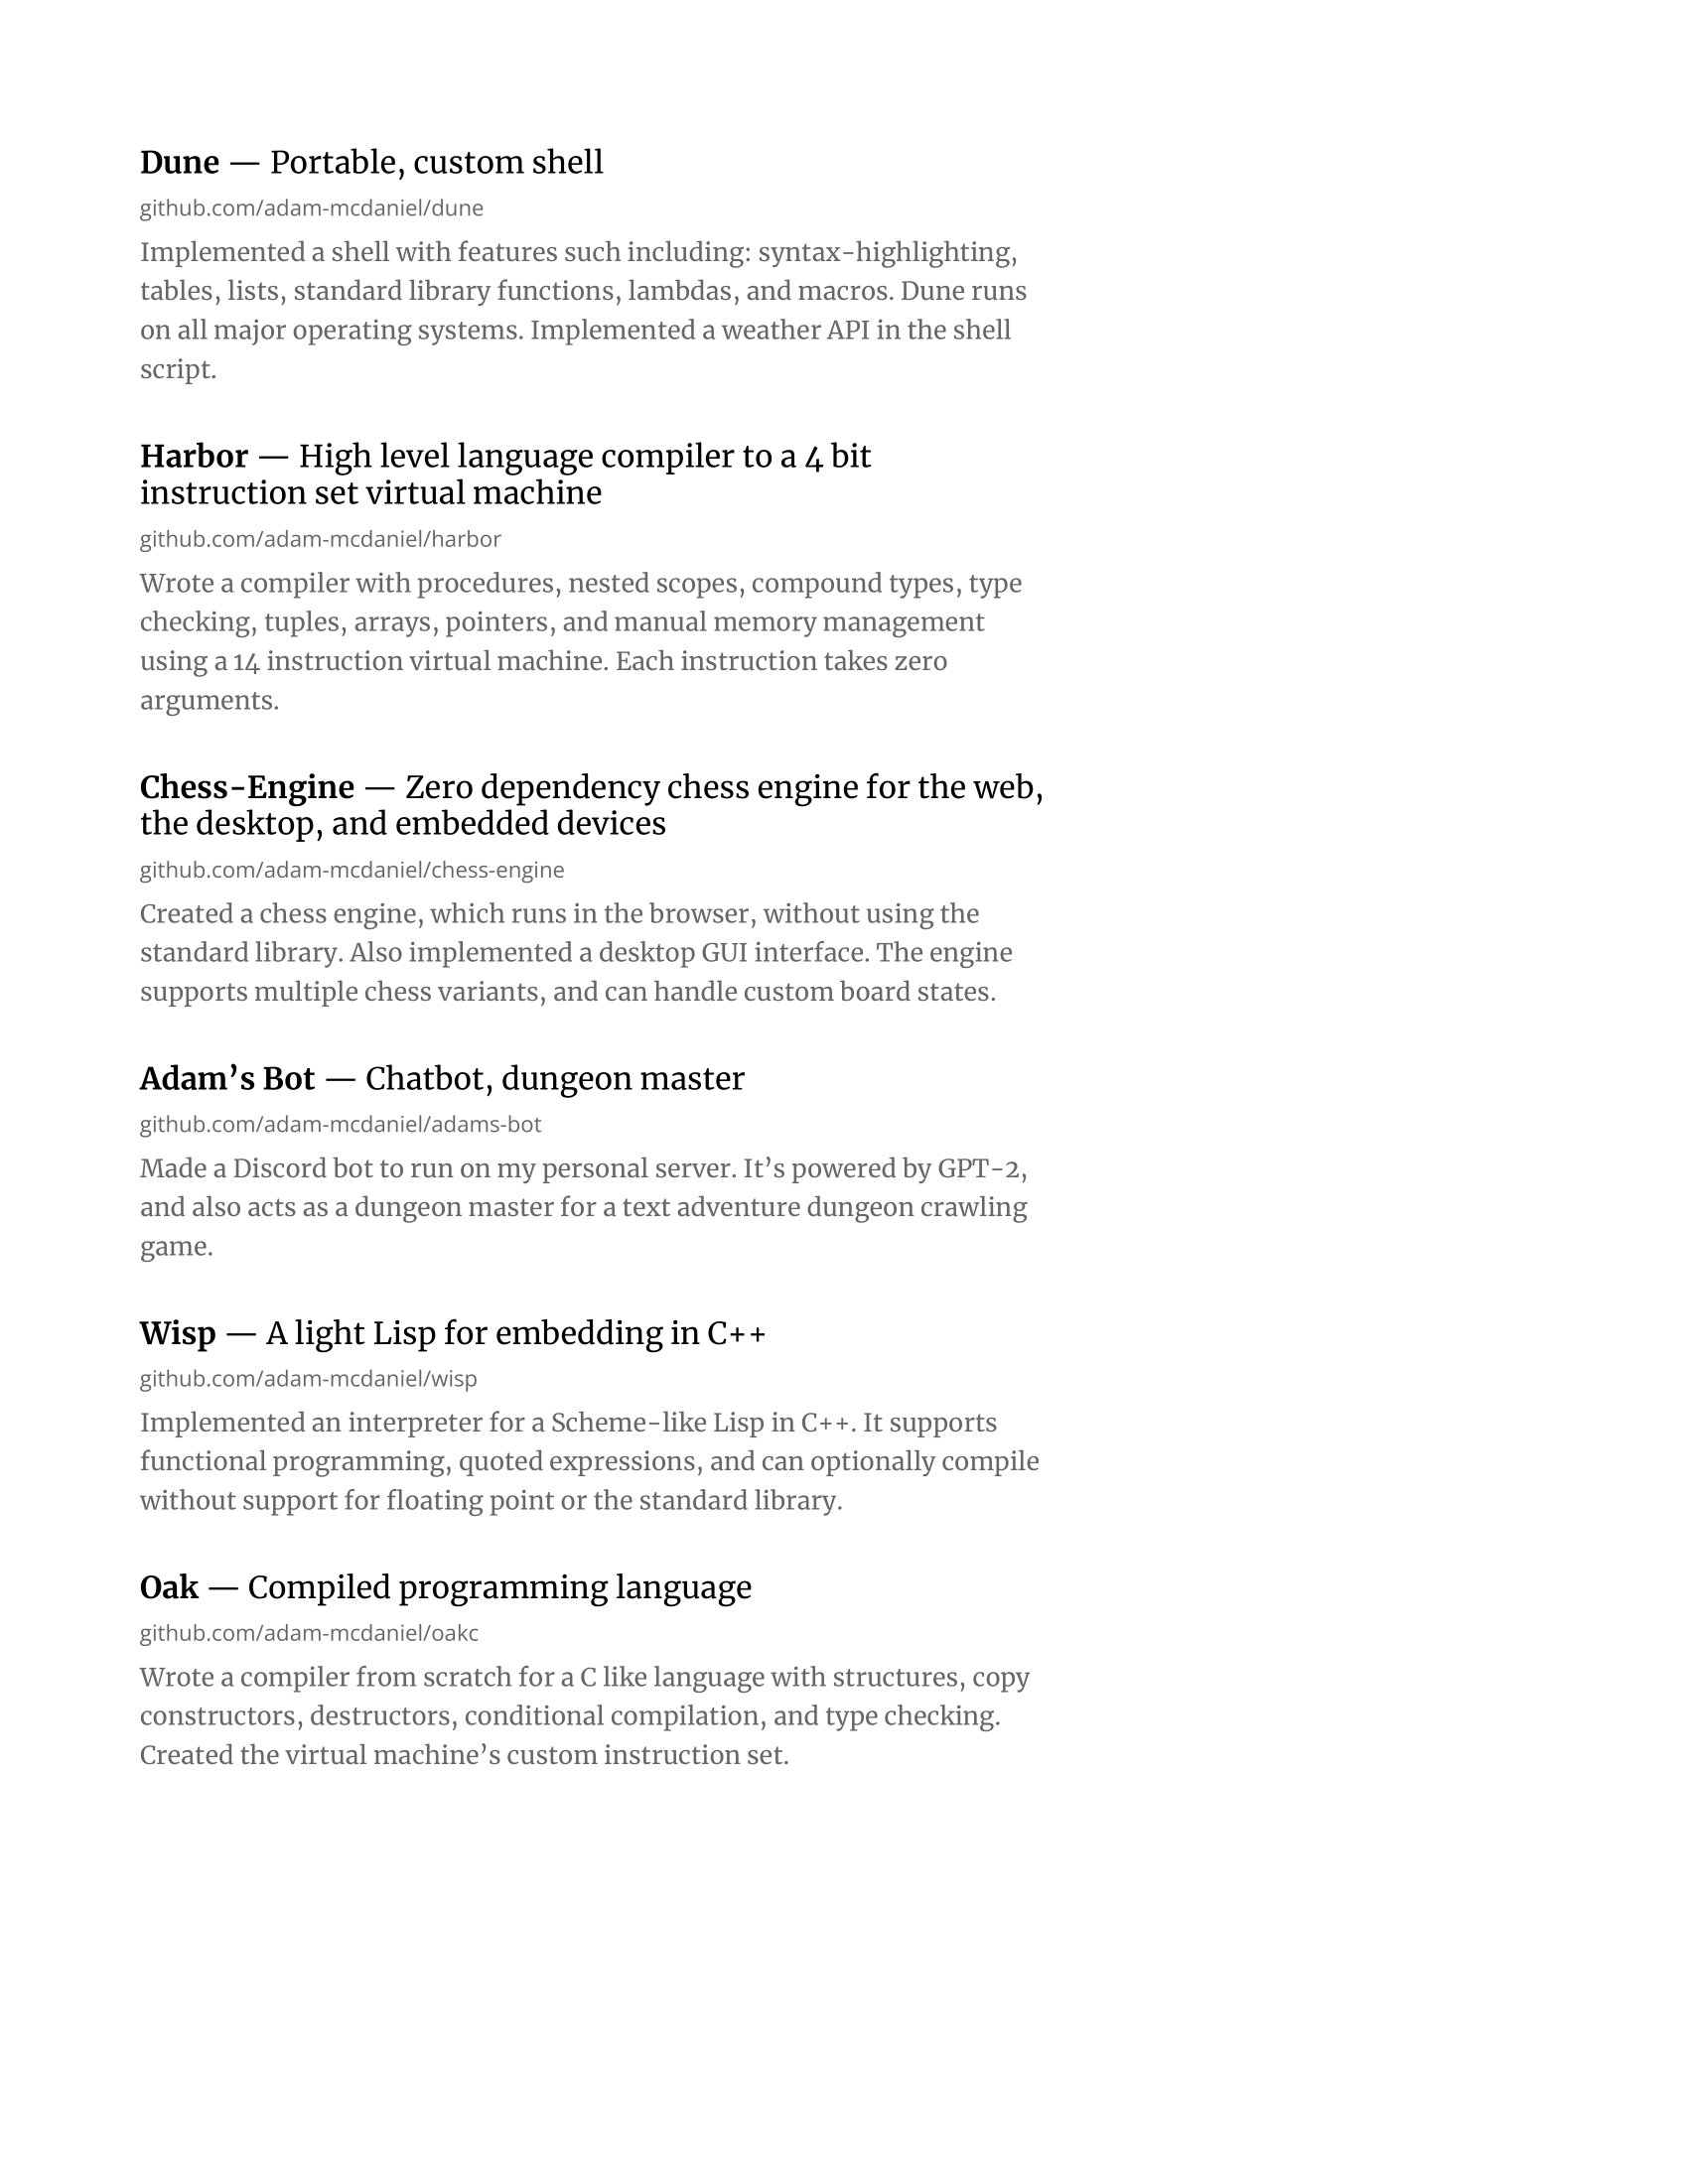 Dune — Portable, custom shell
github.com/adam-mcdaniel/dune
Implemented a shell with features such including: syntax-highlighting,
tables, lists, standard library functions, lambdas, and macros. Dune runs
on all major operating systems. Implemented a weather API in the shell
script.
Harbor — High level language compiler to a 4 bit
instruction set virtual machine
github.com/adam-mcdaniel/harbor
Wrote a compiler with procedures, nested scopes, compound types, type
checking, tuples, arrays, pointers, and manual memory management
using a 14 instruction virtual machine. Each instruction takes zero
arguments.
Chess-Engine — Zero dependency chess engine for the web,
the desktop, and embedded devices
github.com/adam-mcdaniel/chess-engine
Created a chess engine, which runs in the browser, without using the
standard library. Also implemented a desktop GUI interface. The engine
supports multiple chess variants, and can handle custom board states.
Adam’s Bot — Chatbot, dungeon master
github.com/adam-mcdaniel/adams-bot
Made a Discord bot to run on my personal server. It’s powered by GPT-2,
and also acts as a dungeon master for a text adventure dungeon crawling
game.
Wisp — A light Lisp for embedding in C++
github.com/adam-mcdaniel/wisp
Implemented an interpreter for a Scheme-like Lisp in C++. It supports
functional programming, quoted expressions, and can optionally compile
without support for floating point or the standard library.
Oak — Compiled programming language
github.com/adam-mcdaniel/oakc
Wrote a compiler from scratch for a C like language with structures, copy
constructors, destructors, conditional compilation, and type checking.
Created the virtual machine’s custom instruction set.